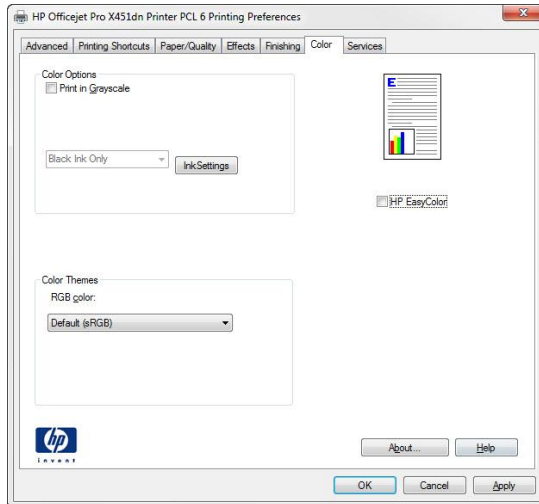 HP Officejet Pro X451dn Printer PCL 6 Printing Preferences
Advanced Printing Shortcuts Paper/Quality Effects Finishing Color Services
Color Options
Print in Grayscale
Black Ink Only
InkSettings
E
HP EasyColor
Color Themes
RGB color:
Default (sRGB)
hp
invent
About...
Help
OK
Cancel
Apply